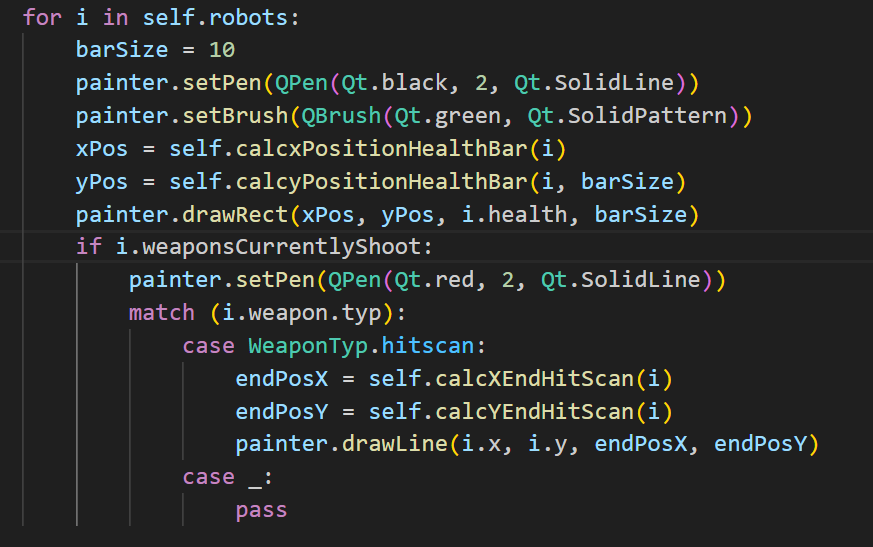 for i in self.robots:
    barSize = 10
    painter.setPen(QPen(Qt.black, 2, Qt.SolidLine))
    painter.setBrush(QBrush(Qt.green, Qt.SolidPattern))
    xPos = self.calcxPositionHealthBar(i)
    yPos = self.calcyPositionHealthBar(i, barSize)
    painter.drawRect(xPos, yPos, i.health, barSize)
    if i.weaponsCurrentlyShoot:
        painter.setPen(QPen(Qt.red, 2, Qt.SolidLine))
        match (i.weapon.typ):
            case WeaponTyp.hitscan:
                endPosX = self.calcXEndHitScan(i)
                endPosY = self.calcYEndHitScan(i)
                painter.drawLine(i.x, i.y, endPosX, endPosY)
            case _:
                pass